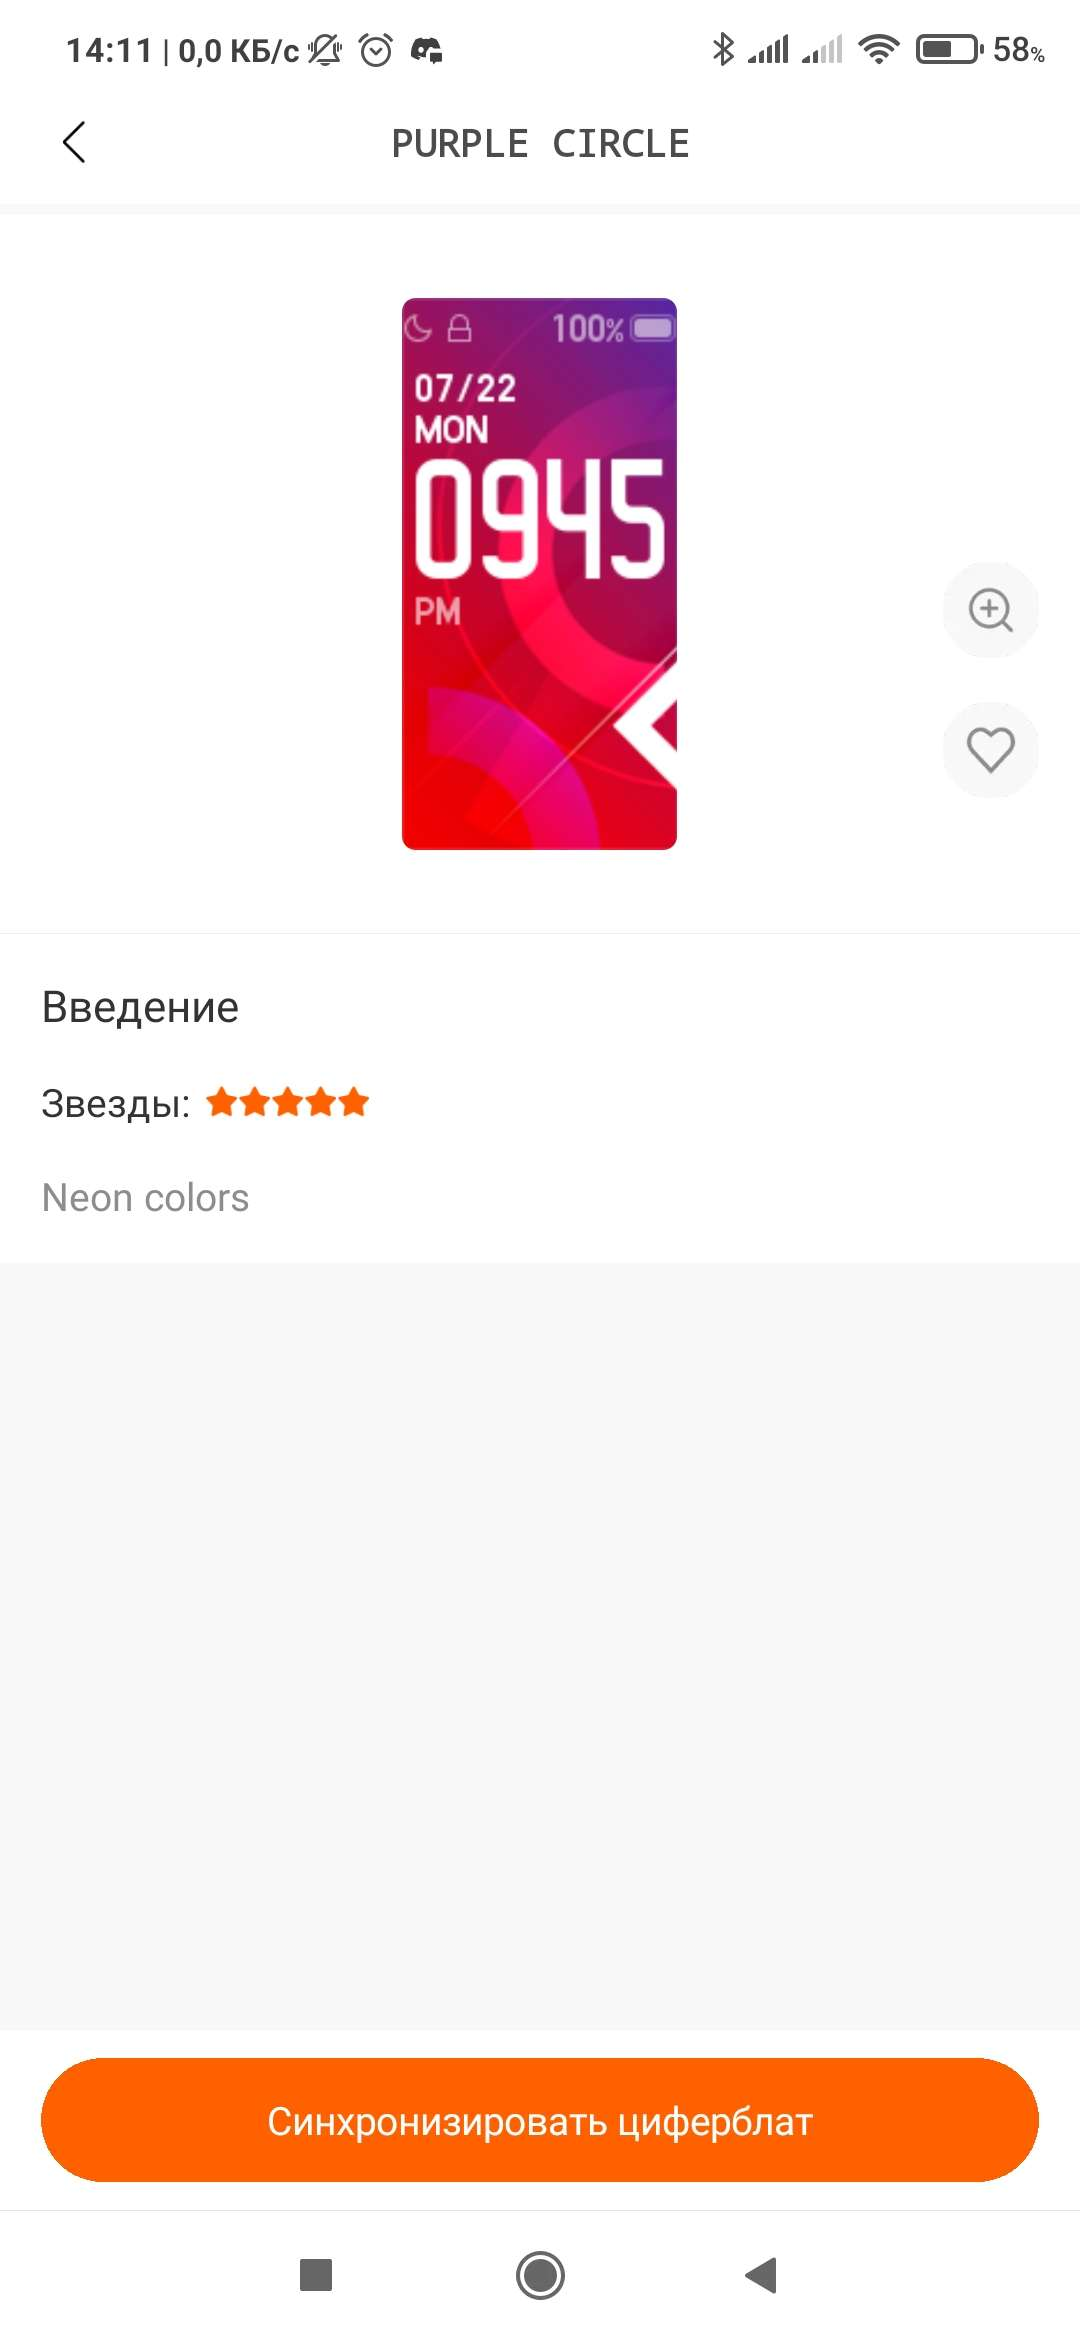 14:11 | 0,0 КБ/с 58%
PURPLE CIRCLE
100%
07/22
MON
0945
PM
Введение
Звезды:
Neon colors
Синхронизировать циферблат